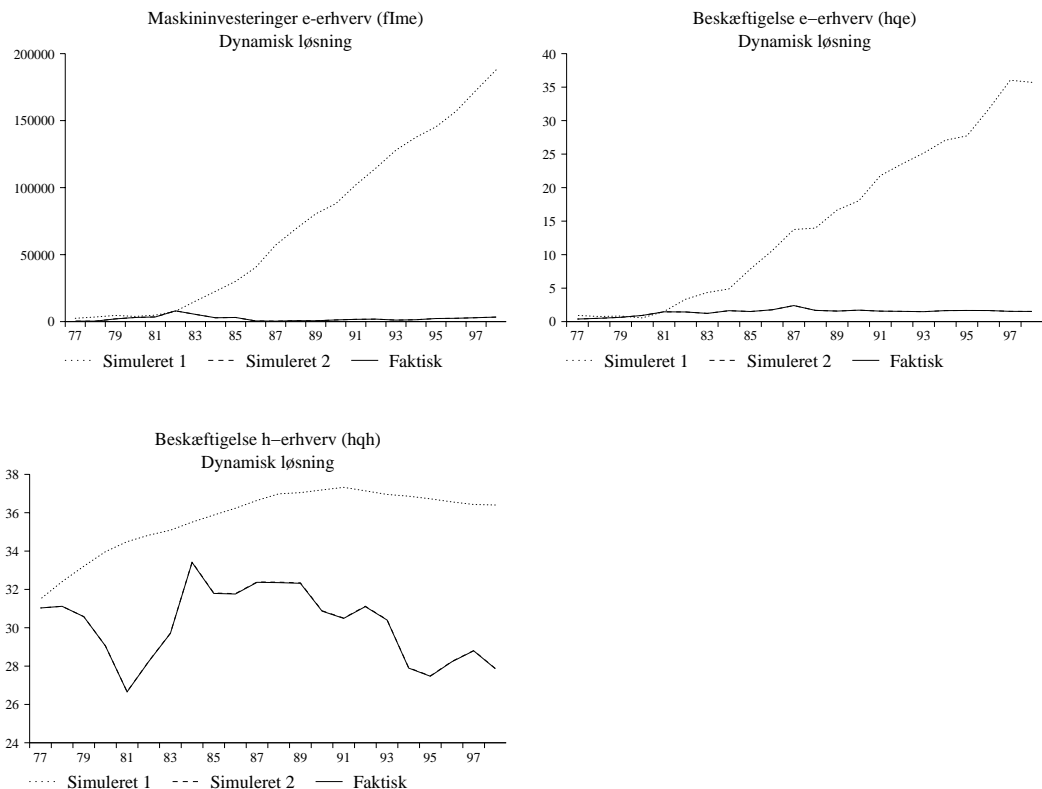 Maskininvesteringer e-erhverv (fIme)
Dynamisk løsning
200000
150000
100000
50000
0
77 79 81 83 85 87 89 91 93 95 97
Simuleret 1 Simuleret 2 Faktisk
Beskæftigelse e−erhverv (hqe)
Dynamisk løsning
40
35
30
25
20
15
10
5
0
77 79 81 83 85 87 89 91 93 95 97
Simuleret 1 Simuleret 2 Faktisk
Beskæftigelse h−erhverv (hqh)
Dynamisk løsning
38
36
34
32
30
28
26
24
77 79 81 83 85 87 89 91 93 95 97
Simuleret 1 Simuleret 2 Faktisk